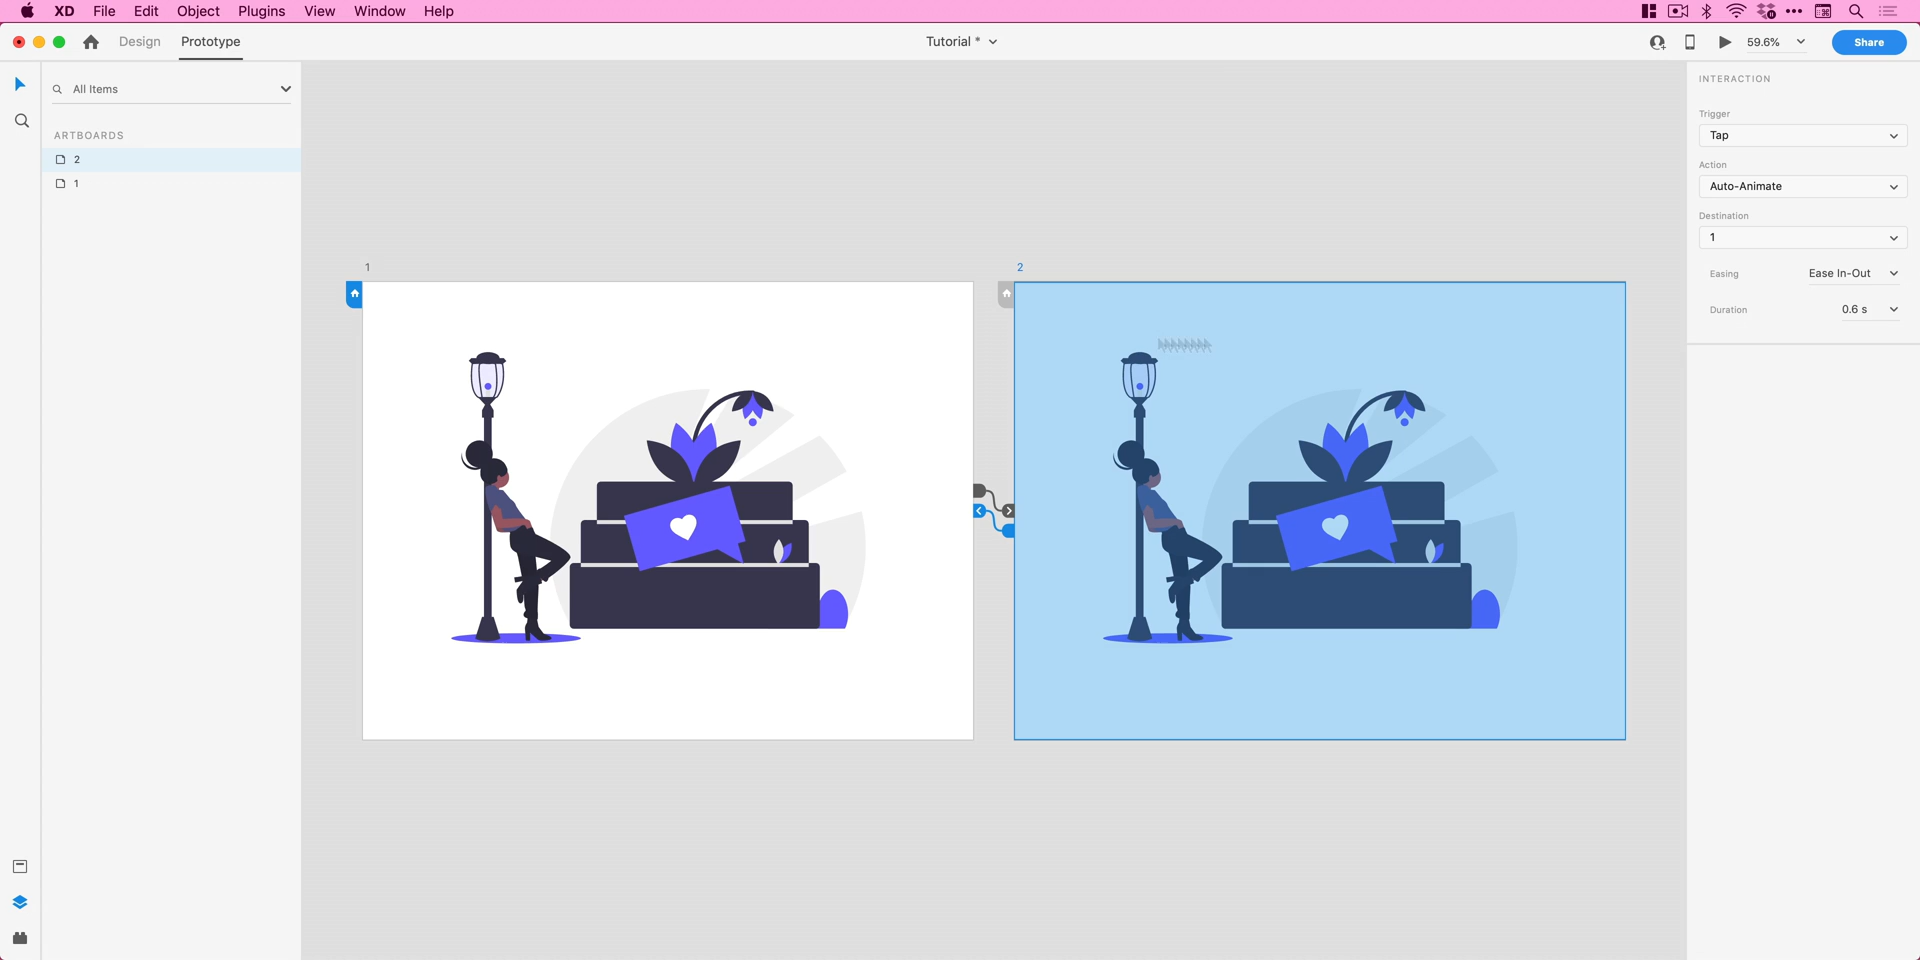 XD File Edit Object Plugins View Window Help
Design Prototype
Tutorial *
59.6%
Share
All Items
ARTBOARDS
2
1
1
2
INTERACTION
Trigger
Tap
Action
Auto-Animate
Destination
1
Easing Ease In-Out
Duration 0.6 s